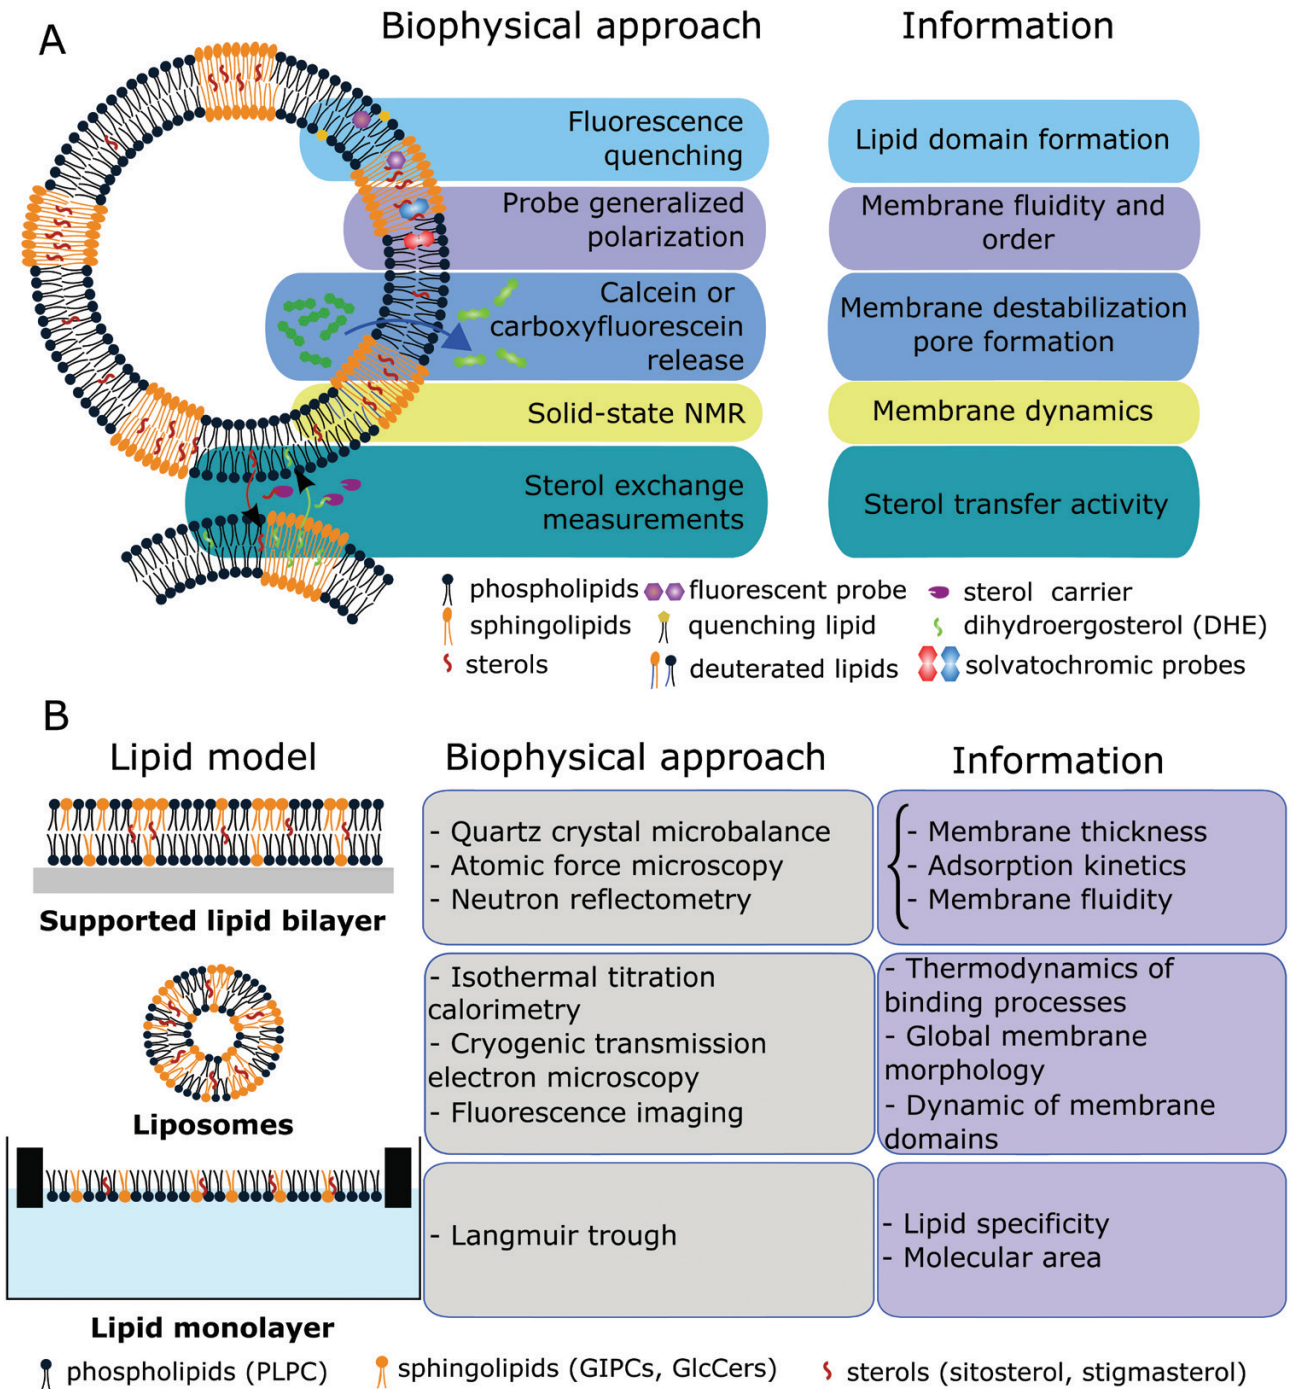 A
Biophysical approach
Information
Fluorescence
quenching
Lipid domain formation
Probe generalized
polarization
Membrane fluidity and
order
Calcein or
carboxyfluorescein
release
Membrane destabilization
pore formation
Solid-state NMR
Membrane dynamics
Sterol exchange
measurements
Sterol transfer activity
phospholipids
fluorescent probe
sterol carrier
sphingolipids
quenching lipid
dihydroergosterol (DHE)
sterols
deuterated lipids
solvatochromic probes
B
Lipid model
Biophysical approach
Information
Supported lipid bilayer
- Quartz crystal microbalance
- Atomic force microscopy
- Neutron reflectometry
- Membrane thickness
- Adsorption kinetics
- Membrane fluidity
Liposomes
- Isothermal titration
calorimetry
- Cryogenic transmission
electron microscopy
- Fluorescence imaging
- Thermodynamics of
binding processes
- Global membrane
morphology
- Dynamic of membrane
domains
Lipid monolayer
- Langmuir trough
- Lipid specificity
- Molecular area
phospholipids (PLPC)
sphingolipids (GIPCs, GlcCers)
sterols (sitosterol, stigmasterol)